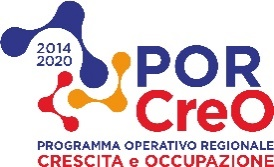 2014
2020
POR
CreO
PROGRAMMA OPERATIVO REGIONALE
CRESCITA e OCCUPAZIONE